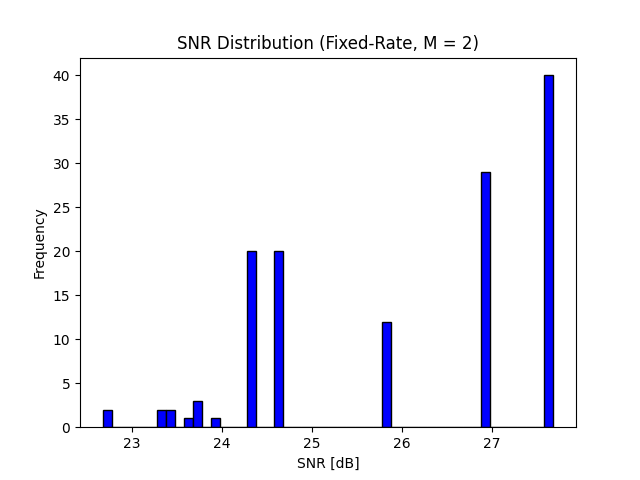 SNR Distribution (Fixed-Rate, M = 2)
Frequency
40
35
30
25
20
15
10
5
0
23 24 25 26 27
SNR [dB]